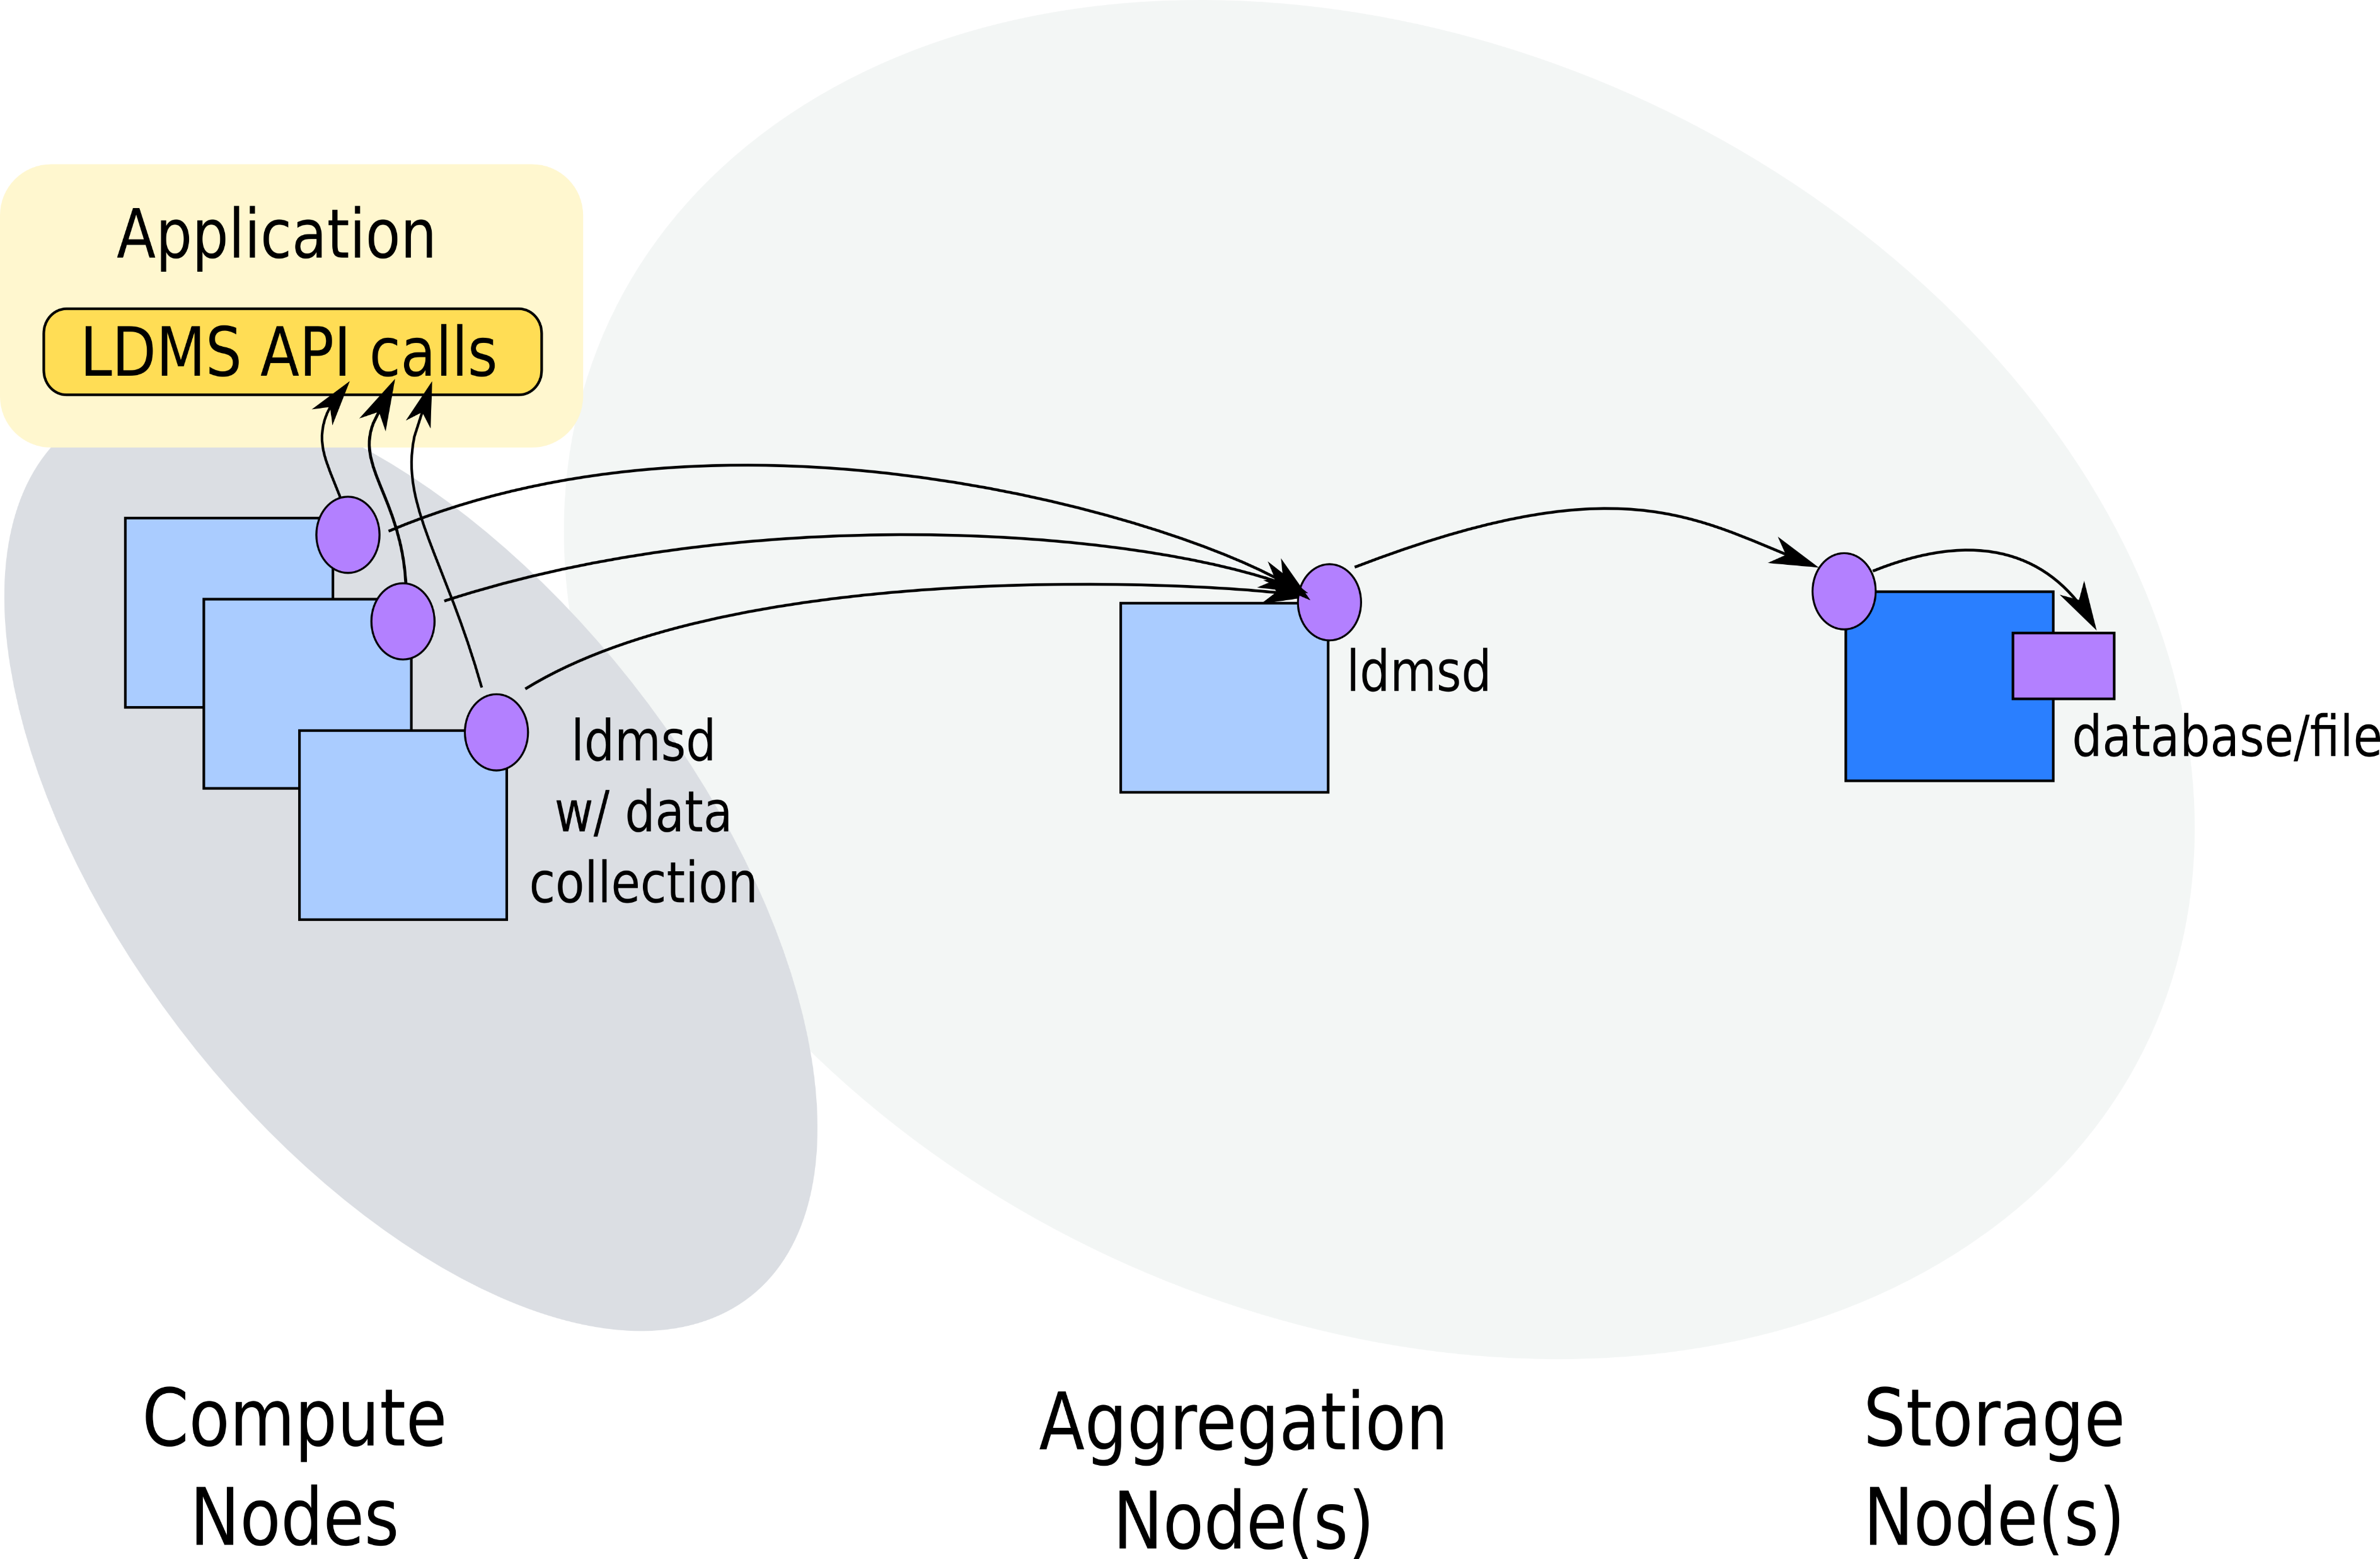 Application
LDMS API calls
ldmsd
w/ data
collection
ldmsd
database/file
Compute
Nodes
Aggregation
Node(s)
Storage
Node(s)